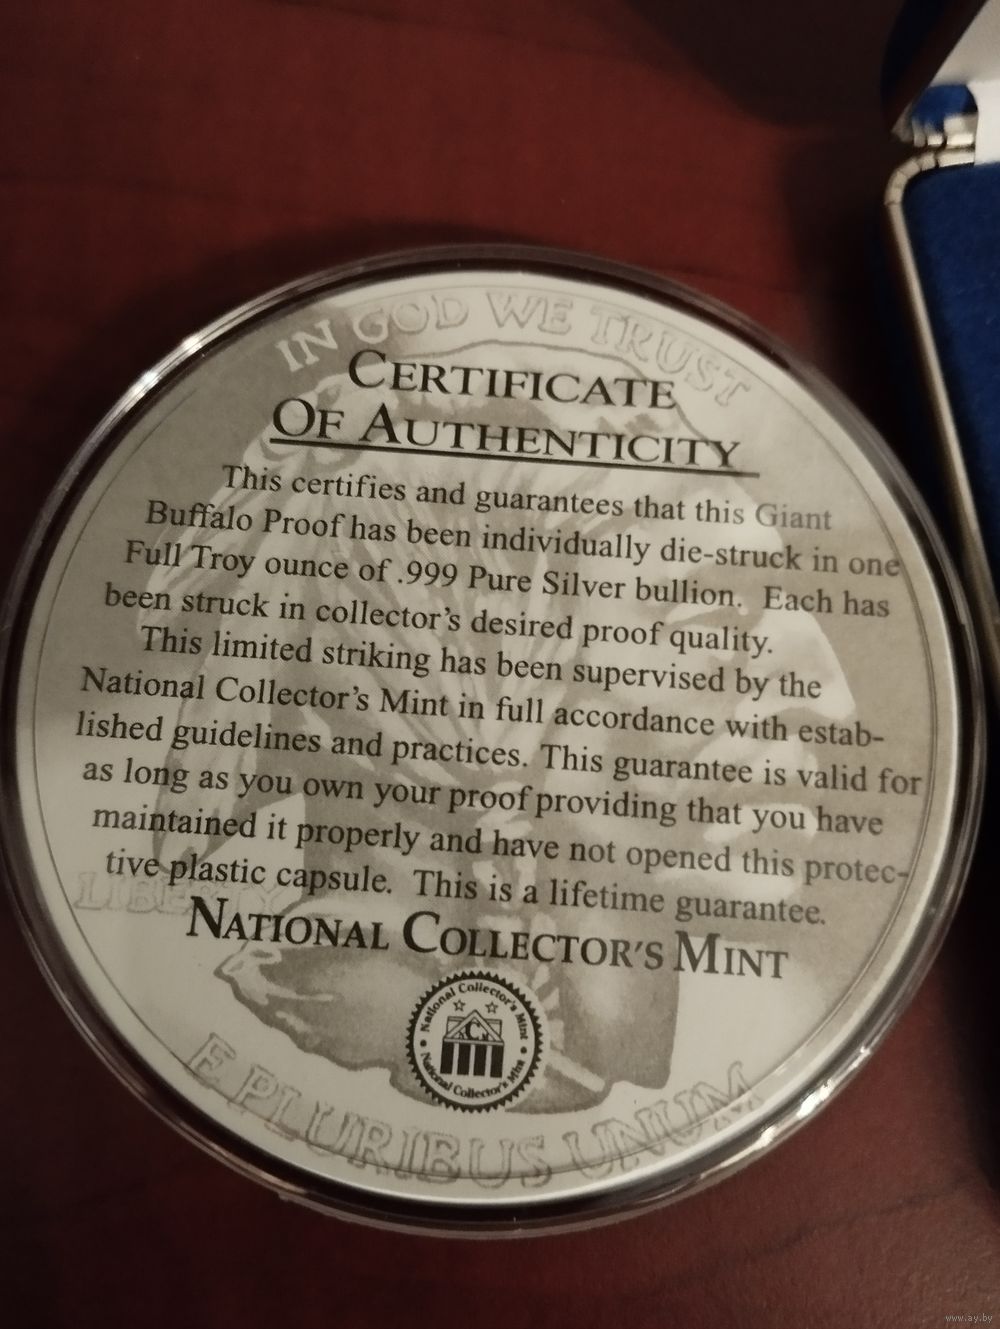 IN GOD WE TRUST
CERTIFICATE
OF AUTHENTICITY
This certifies and guarantees that this Giant
Buffalo Proof has been individually die-struck in one
Full Troy ounce of .999 Pure Silver bullion. Each has
been struck in collector's desired proof quality.
This limited striking has been supervised by the
National Collector's Mint in full accordance with estab-
lished guidelines and practices. This guarantee is valid for
as long as you own your proof providing that you have
maintained it properly and have not opened this protec-
tive plastic capsule. This is a lifetime guarantee.
LIBERTY
NATIONAL COLLECTOR'S MINT
National Collector's Mint
NCM
National Collector's Mint
E PLURIBUS UNUM
www.ay.by